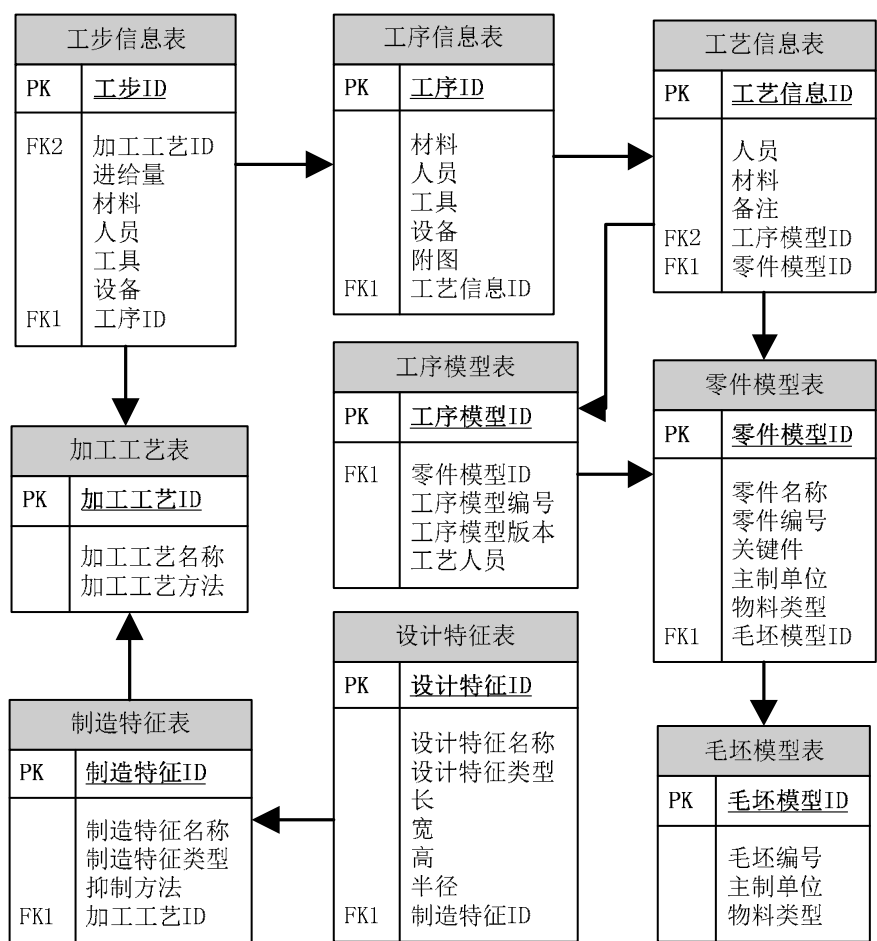 工步信息表
PK 工步ID
FK2 加工工艺ID
进给量
材料
人员
工具
设备
FK1 工序ID
工序信息表
PK 工序ID
材料
人员
工具
设备
附图
FK1 工艺信息ID
工艺信息表
PK 工艺信息ID
人员
材料
备注
FK2 工序模型ID
FK1 零件模型ID
加工工艺表
PK 加工工艺ID
加工工艺名称
加工工艺方法
工序模型表
PK 工序模型ID
FK1 零件模型ID
工序模型编号
工序模型版本
工艺人员
零件模型表
PK 零件模型ID
零件名称
零件编号
关键件
主制单位
物料类型
FK1 毛坯模型ID
制造特征表
PK 制造特征ID
制造特征名称
制造特征类型
抑制方法
FK1 加工工艺ID
设计特征表
PK 设计特征ID
设计特征名称
设计特征类型
长
宽
高
半径
FK1 制造特征ID
毛坯模型表
PK 毛坯模型ID
毛坯编号
主制单位
物料类型